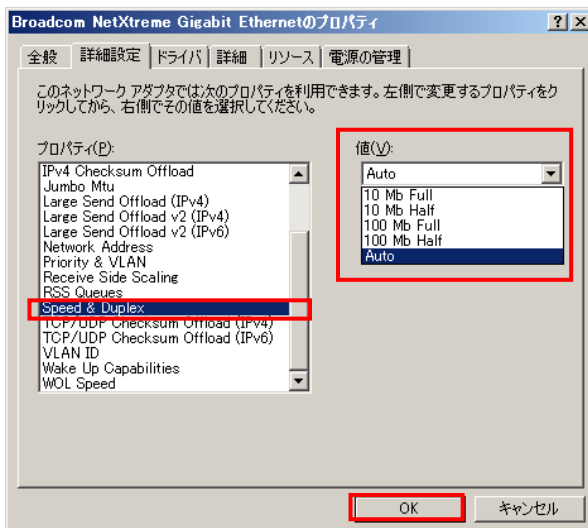 Broadcom NetXtreme Gigabit Ethernetのプロパティ
全般 詳細設定 ドライバ 詳細 リソース 電源の管理
このネットワーク アダプタでは次のプロパティを利用できます。左側で変更するプロパティをク
リックしてから、右側でその値を選択してください。
プロパティ(P):
IPv4 Checksum Offload
Jumbo Mtu
Large Send Offload (IPv4)
Large Send Offload v2 (IPv4)
Large Send Offload v2 (IPv6)
Network Address
Priority & VLAN
Receive Side Scaling
RSS Queues
Speed & Duplex
TCP/UDP Checksum Offload (IPv4)
TCP/UDP Checksum Offload (IPv6)
VLAN ID
Wake Up Capabilities
WOL Speed
値(V):
Auto
10 Mb Full
10 Mb Half
100 Mb Full
100 Mb Half
Auto
OK キャンセル